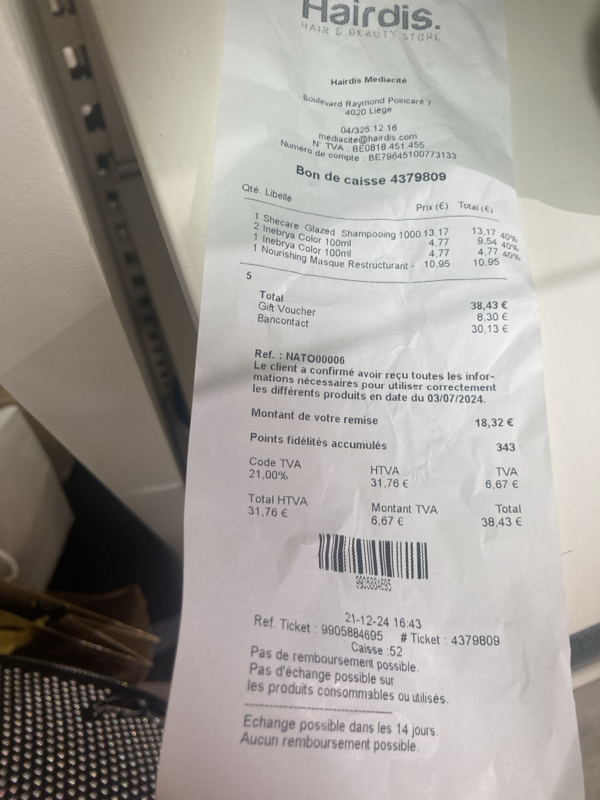 Hairdis.
HAIR & BEAUTY STORE
Hairdis Mediacite
Boulevard Raymond Poincaré 7
4020 Liège
04/325.12.16
mediacite@hairdis.com
N° TVA : BE0818.451.455
Numéro de compte : BE79645100773133
Bon de caisse 4379809
Qté. Libellé Prix (€) Total (€)
1 Shecare Glazed Shampooing 1000 13,17 13,17 40%
2 Inebrya Color 100ml 4,77 9,54 40%
1 Inebrya Color 100ml 4,77 4,77 40%
1 Nourishing Masque Restructurant - 10,95 10,95
5
Total 38,43 €
Gift Voucher 8,30 €
Bancontact 30,13 €
Ref. : NATO00006
Le client a confirmé avoir reçu toutes les infor-
mations nécessaires pour utiliser correctement
les différents produits en date du 03/07/2024.
Montant de votre remise 18,32 €
Points fidélités accumulés 343
Code TVA HTVA TVA
21,00% 31,76 € 6,67 €
Total HTVA Montant TVA Total
31,76 € 6,67 € 38,43 €
9905884695
21-12-24 16:43
Ref. Ticket : 9905884695 # Ticket : 4379809
Caisse :52
Pas de remboursement possible.
Pas d'échange possible sur
les produits consommables ou utilisés.
Echange possible dans les 14 jours.
Aucun remboursement possible.